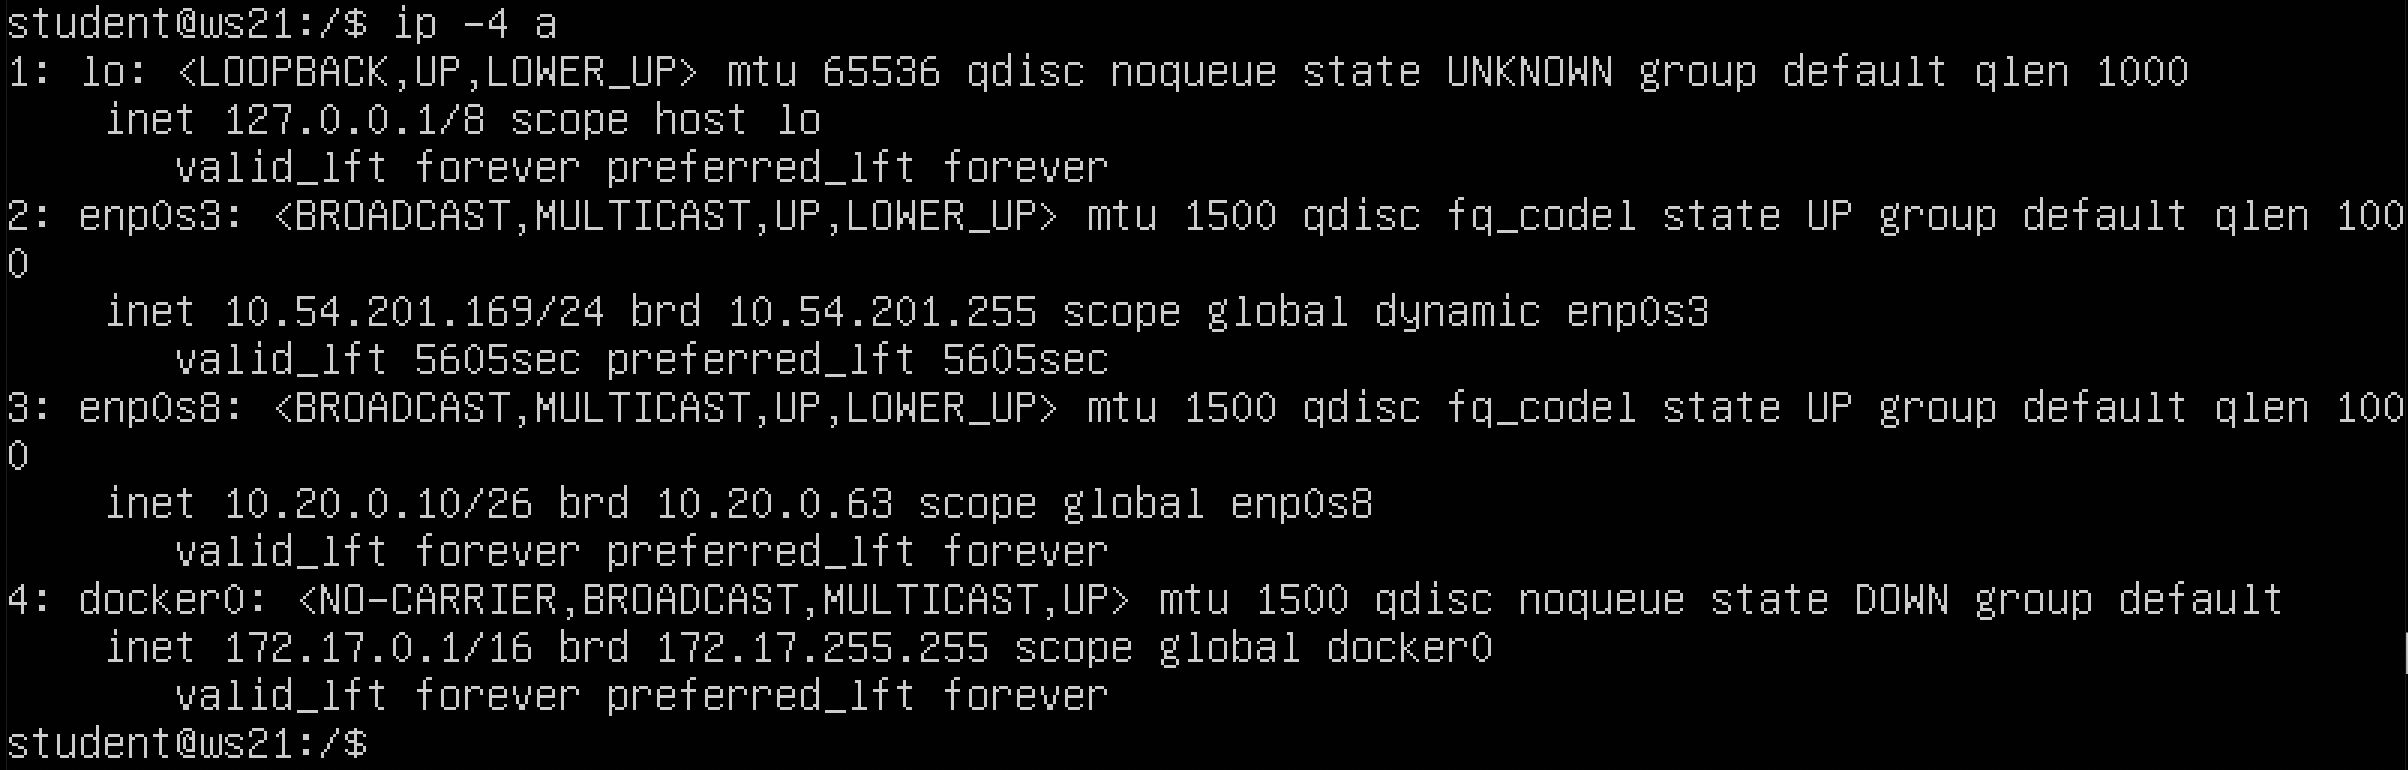 student@ws21:/$ ip -4 a
1: lo: <LOOPBACK,UP,LOWER_UP> mtu 65536 qdisc noqueue state UNKNOWN group default qlen 1000
    inet 127.0.0.1/8 scope host lo
       valid_lft forever preferred_lft forever
2: enp0s3: <BROADCAST,MULTICAST,UP,LOWER_UP> mtu 1500 qdisc fq_codel state UP group default qlen 100
0
    inet 10.54.201.169/24 brd 10.54.201.255 scope global dynamic enp0s3
       valid_lft 5605sec preferred_lft 5605sec
3: enp0s8: <BROADCAST,MULTICAST,UP,LOWER_UP> mtu 1500 qdisc fq_codel state UP group default qlen 100
0
    inet 10.20.0.10/26 brd 10.20.0.63 scope global enp0s8
       valid_lft forever preferred_lft forever
4: docker0: <NO-CARRIER,BROADCAST,MULTICAST,UP> mtu 1500 qdisc noqueue state DOWN group default
    inet 172.17.0.1/16 brd 172.17.255.255 scope global docker0
       valid_lft forever preferred_lft forever
student@ws21:/$